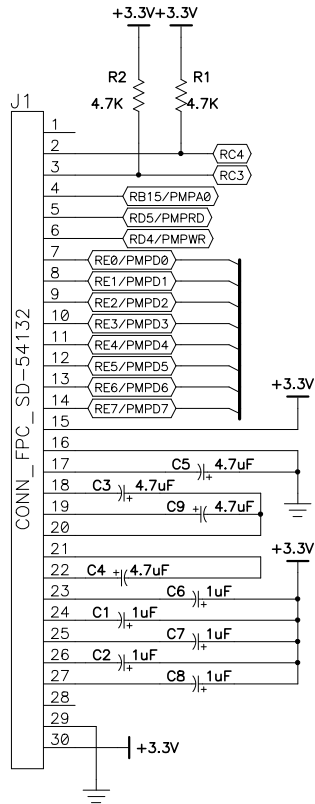 +3.3V +3.3V
R2 R1
4.7K 4.7K
J1
CONN_FPC_SD-54132
1
2 RC4
3 RC3
4 RB15/PMPA0
5 RD5/PMPRD
6 RD4/PMPWR
7 RE0/PMPD0
8 RE1/PMPD1
9 RE2/PMPD2
10 RE3/PMPD3
11 RE4/PMPD4
12 RE5/PMPD5
13 RE6/PMPD6
14 RE7/PMPD7
+3.3V
15
16
17 C5 + 4.7uF
18 C3 + 4.7uF
19 C9 + 4.7uF
20
21
+3.3V
22 C4 + 4.7uF
23 C6 + 1uF
24 C1 + 1uF
25 C7 + 1uF
26 C2 + 1uF
27 C8 + 1uF
28
29
30 +3.3V